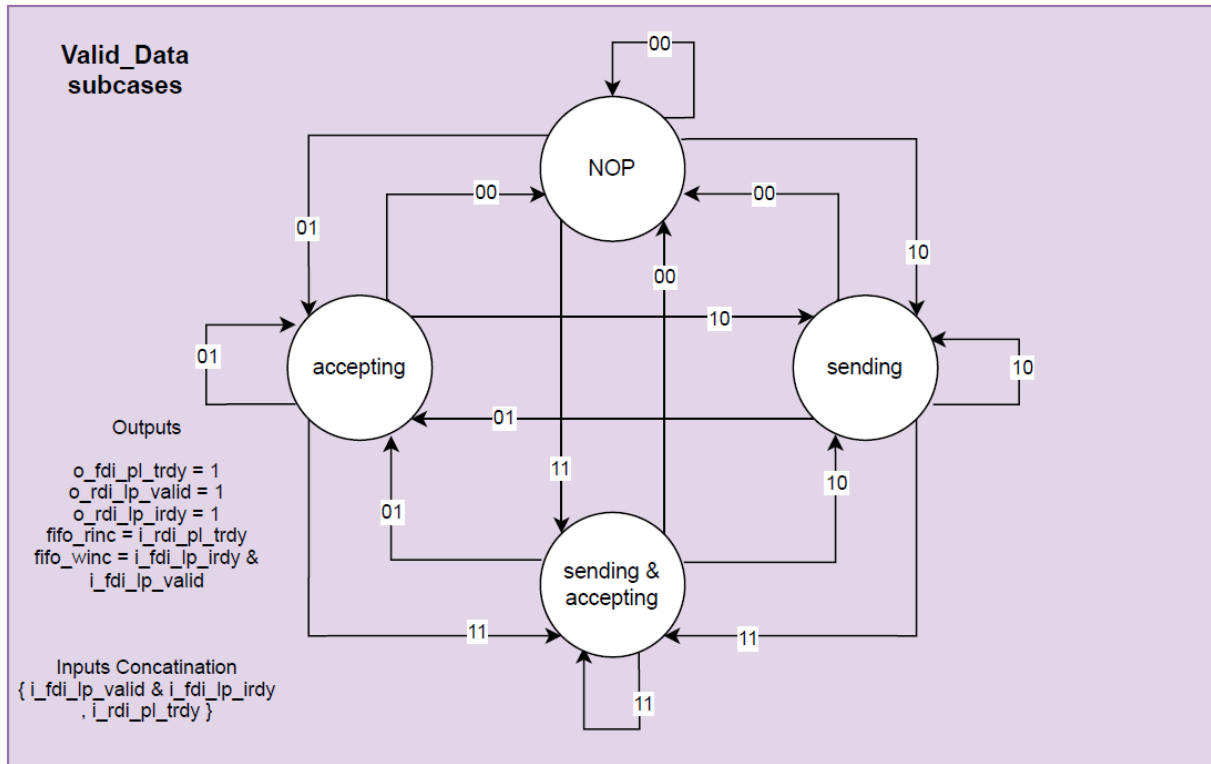 Valid_Data
subcases
00
NOP
00
00
01
10
00
10
01
accepting
sending
10
01
Outputs
o_fdi_pl_trdy = 1
o_rdi_lp_valid = 1
o_rdi_lp_irdy = 1
fifo_rinc = i_rdi_pl_trdy
fifo_winc = i_fdi_lp_irdy &
i_fdi_lp_valid
11
10
01
sending &
accepting
11
11
Inputs Concatination
{ i_fdi_lp_valid & i_fdi_lp_irdy
, i_rdi_pl_trdy }
11